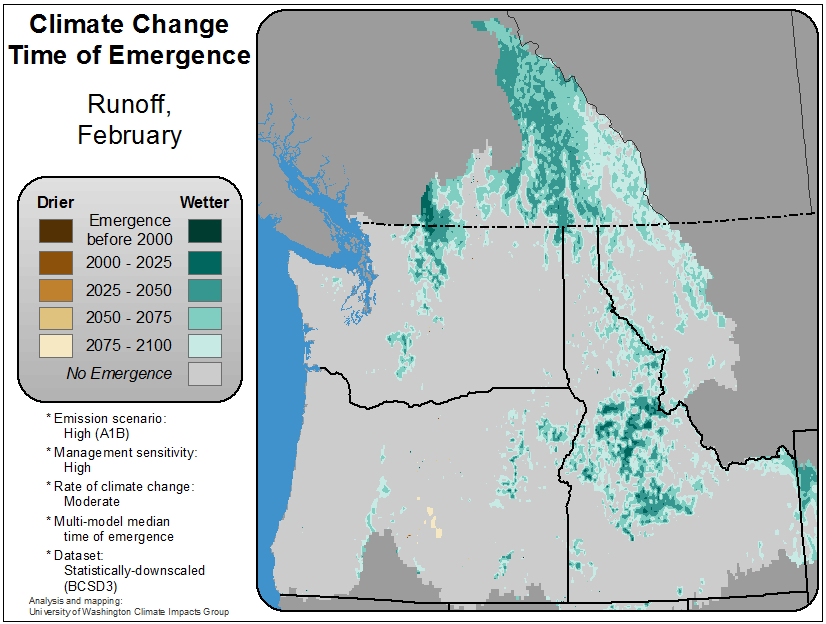 Climate Change
Time of Emergence
Runoff,
February
Drier
Wetter
Emergence
before 2000
2000 - 2025
2025 - 2050
2050 - 2075
2075 - 2100
No Emergence
* Emission scenario:
High (A1B)
* Management sensitivity:
High
* Rate of climate change:
Moderate
* Multi-model median
time of emergence
* Dataset:
Statistically-downscaled
(BCSD3)
Analysis and mapping:
University of Washington Climate Impacts Group